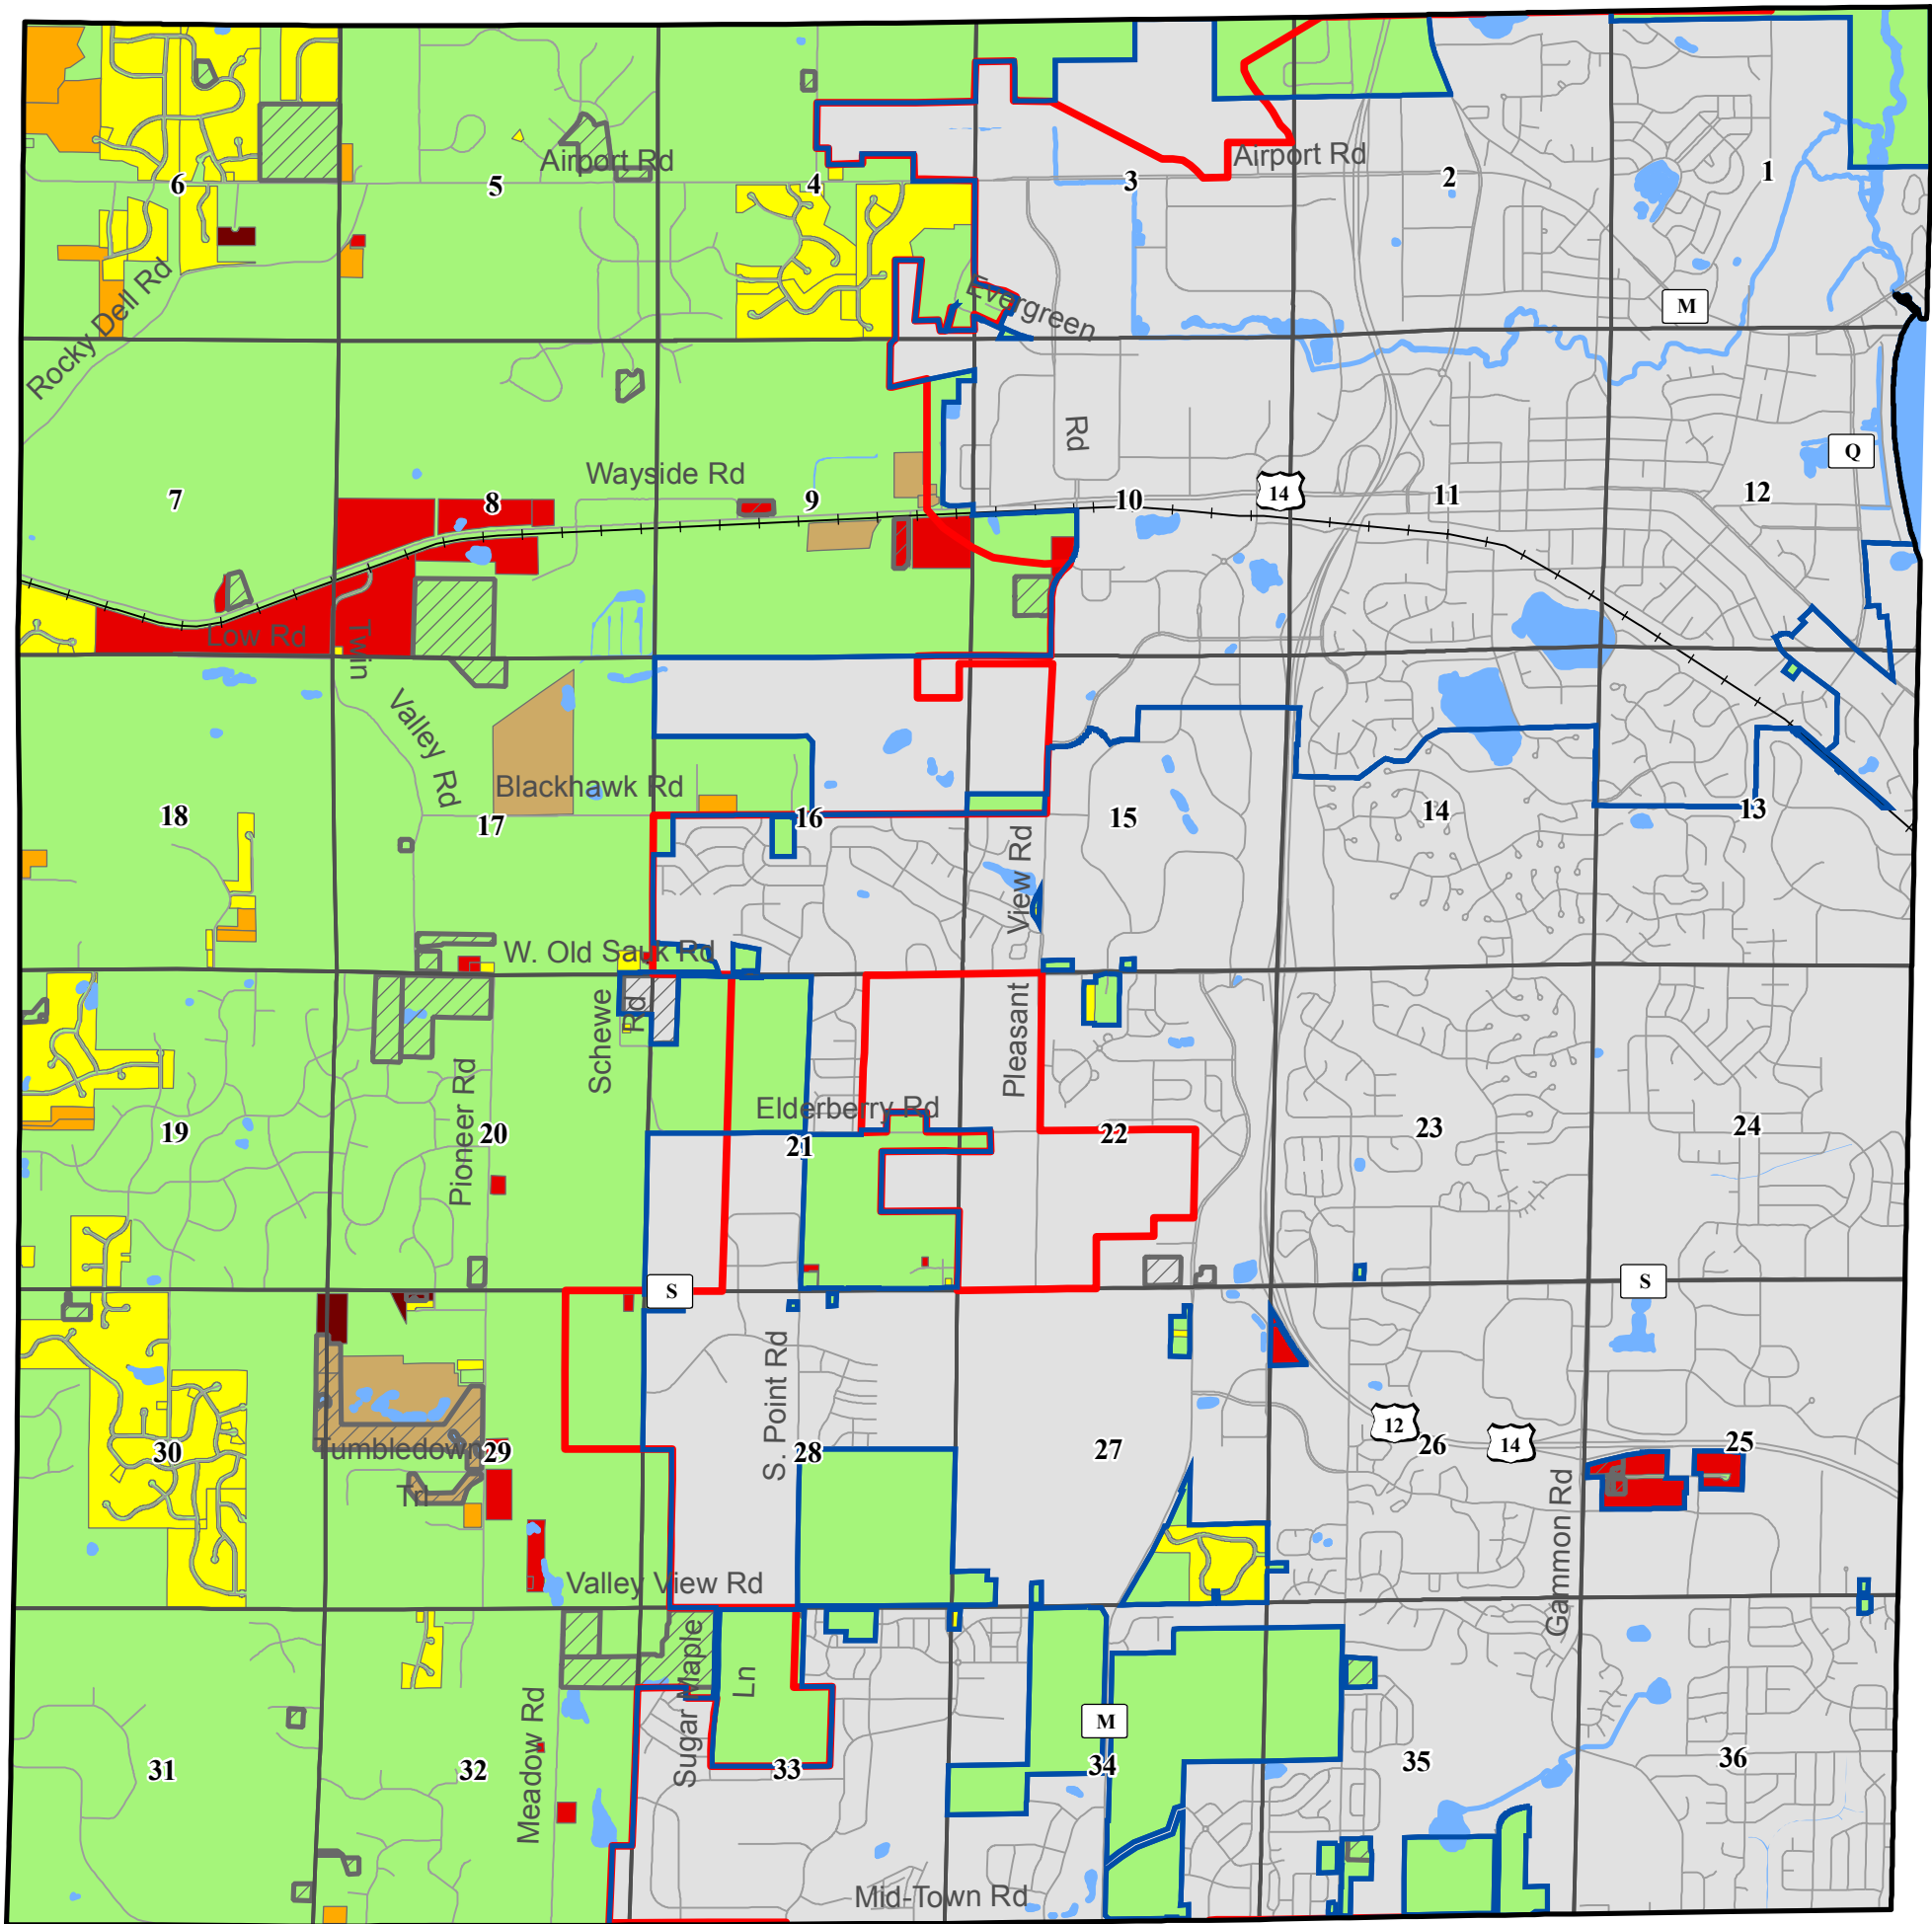 Airport Rd
Airport Rd
6
5
4
3
2
1
Rocky Dell Rd
Evergreen
Rd
M
Q
Wayside Rd
14
7
8
9
10
11
12
Low Rd
Twin
Valley Rd
Blackhawk Rd
18
17
16
15
14
13
View Rd
W. Old Sauk Rd
Schewe
Rd
Pleasant
Pioneer Rd
Elderberry Rd
19
20
21
22
23
24
S
S
S. Point Rd
12
14
30
Tumbledown
Trl
29
28
27
26
25
Gammon Rd
Valley View Rd
Sugar Maple
Ln
Meadow Rd
M
31
32
33
34
35
36
Mid-Town Rd